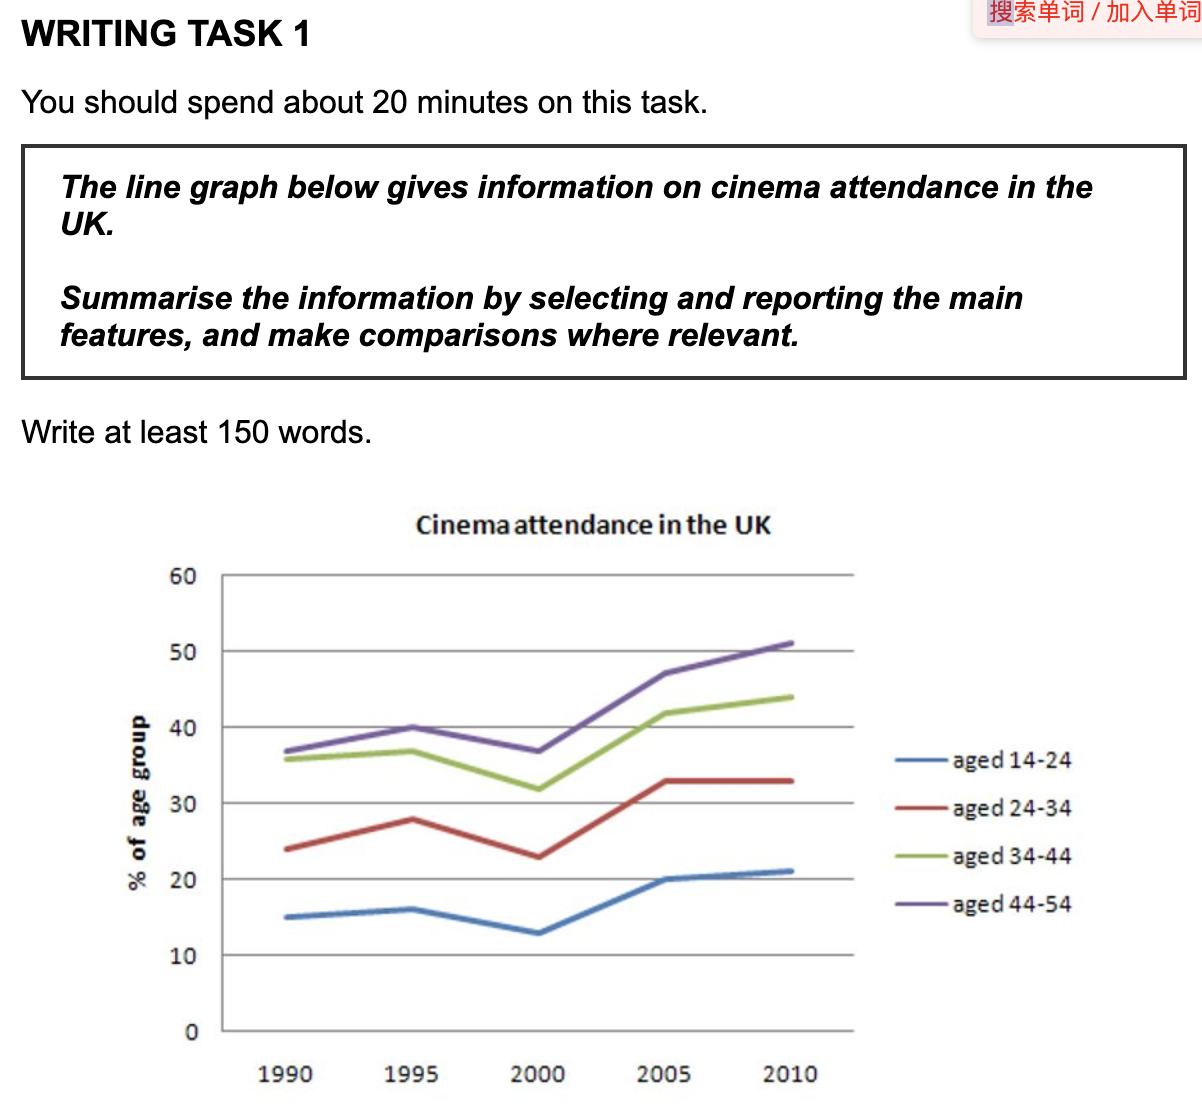 搜索单词 / 加入单词
WRITING TASK 1
You should spend about 20 minutes on this task.
The line graph below gives information on cinema attendance in the
UK.
Summarise the information by selecting and reporting the main
features, and make comparisons where relevant.
Write at least 150 words.
Cinema attendance in the UK
% of age group
60
50
40
30
20
10
0
1990 1995 2000 2005 2010
aged 14-24
aged 24-34
aged 34-44
aged 44-54